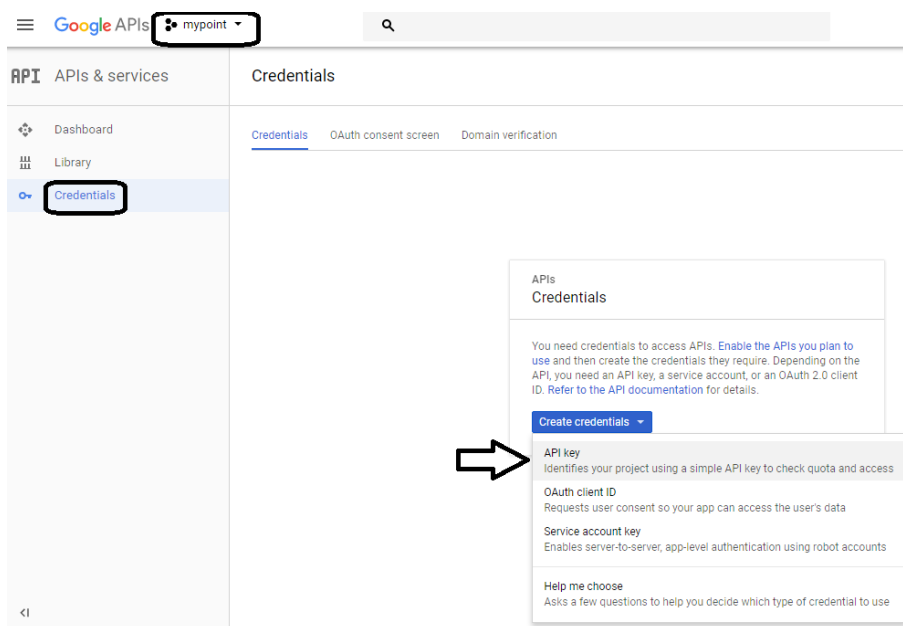 Google APIs mypoint
API APIs & services
Credentials
Dashboard
Library
Credentials
Credentials OAuth consent screen Domain verification
APIs
Credentials
You need credentials to access APIs. Enable the APIs you plan to
use and then create the credentials they require. Depending on the
API, you need an API key, a service account, or an OAuth 2.0 client
ID. Refer to the API documentation for details.
Create credentials
API key
Identifies your project using a simple API key to check quota and access
OAuth client ID
Requests user consent so your app can access the user's data
Service account key
Enables server-to-server, app-level authentication using robot accounts
Help me choose
Asks a few questions to help you decide which type of credential to use